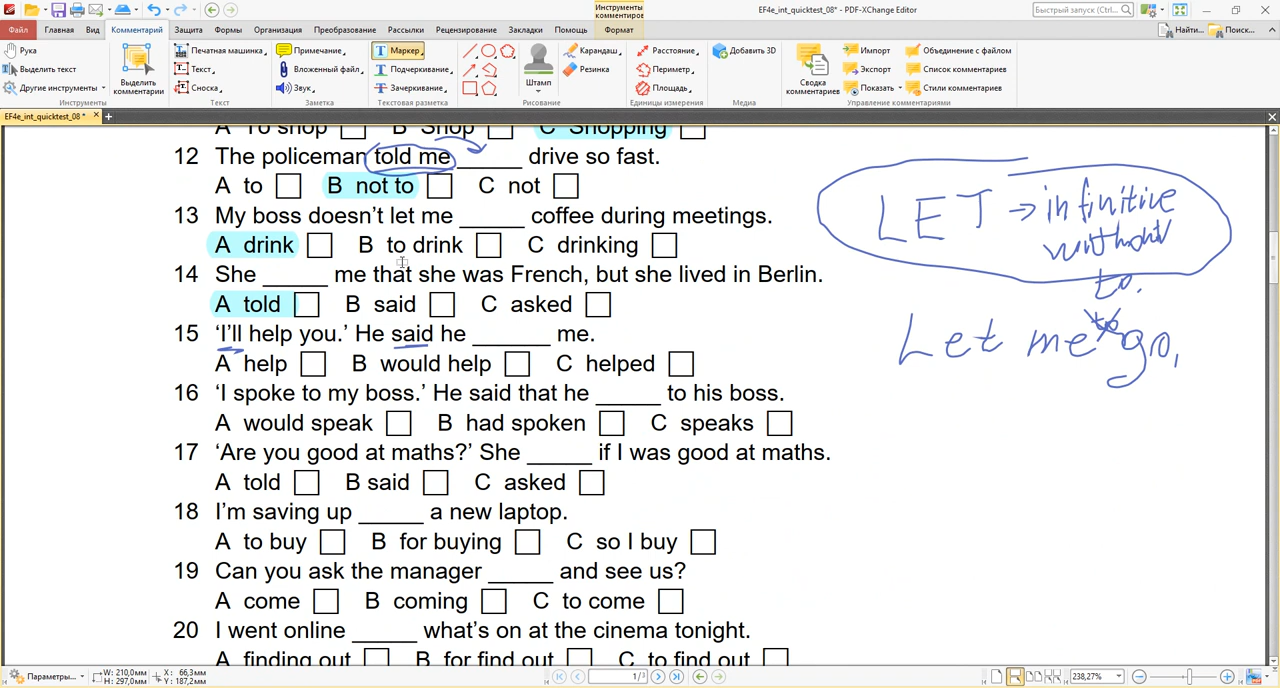 Инструменты комментирс
EF4e_int_quicktest_08* - PDF-XChange Editor
Быстрый запуск (Ctrl+...
Файл Главная Вид Комментарий Защита Формы Организация Преобразование Рассылки Рецензирование Закладки Помощь Формат Найти... Поиск...
Рука
Выделить текст
Другие инструменты
Инструменты
Выделить комментарии
Печатная машинка
Текст
Сноска
Текст
Примечание
Вложенный файл
Звук
Заметка
Маркер
Подчеркивание
Зачеркивание
Текстовая разметка
Штамп
Карандаш
Резинка
Рисование
Расстояние
Периметр
Площадь
Единицы измерения
Добавить 3D
Медиа
Сводка комментариев
Импорт
Экспорт
Показать
Объединение с файлом
Список комментариев
Стили комментариев
Управление комментариями
EF4e_int_quicktest_08 *
A To shop B Shop C Shopping
12 The policeman told me _____ drive so fast.
A to B not to C not
13 My boss doesn't let me _____ coffee during meetings.
A drink B to drink C drinking
14 She _____ me that she was French, but she lived in Berlin.
A told B said C asked
15 'I'll help you.' He said he ______ me.
A help B would help C helped
16 'I spoke to my boss.' He said that he _____ to his boss.
A would speak B had spoken C speaks
17 'Are you good at maths?' She _____ if I was good at maths.
A told B said C asked
18 I'm saving up _____ a new laptop.
A to buy B for buying C so I buy
19 Can you ask the manager _____ and see us?
A come B coming C to come
20 I went online _____ what's on at the cinema tonight.
A finding out B for find out C to find out
LET → infinitive
without
to.
Let me to go.
Параметры... W: 210,0мм X: 66,3мм 1/1 238,27%
H: 297,0мм Y: 187,2мм